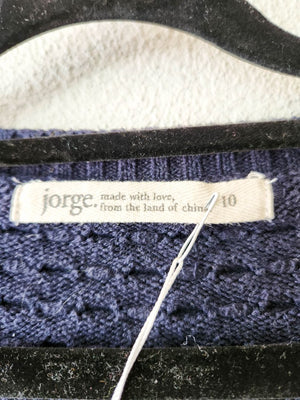 jorge.
made with love,
from the land of china
10